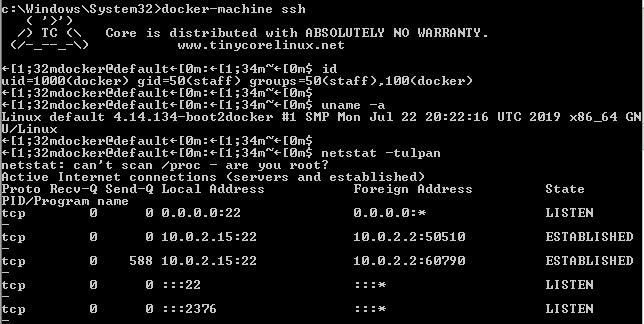 c:\Windows\System32>docker-machine ssh
( '>')
/) TC (\   Core is distributed with ABSOLUTELY NO WARRANTY.
(/-_--_-\)           www.tinycorelinux.net
←[1;32mdocker@default←[0m:←[1;34m~←[0m$ id
uid=1000(docker) gid=50(staff) groups=50(staff),100(docker)
←[1;32mdocker@default←[0m:←[1;34m~←[0m$
←[1;32mdocker@default←[0m:←[1;34m~←[0m$ uname -a
Linux default 4.14.134-boot2docker #1 SMP Mon Jul 22 20:22:16 UTC 2019 x86_64 GN
U/Linux
←[1;32mdocker@default←[0m:←[1;34m~←[0m$
←[1;32mdocker@default←[0m:←[1;34m~←[0m$ netstat -tulpan
netstat: can't scan /proc - are you root?
Active Internet connections (servers and established)
Proto Recv-Q Send-Q Local Address           Foreign Address         State
PID/Program name
tcp        0      0 0.0.0.0:22              0.0.0.0:*               LISTEN
-
tcp        0      0 10.0.2.15:22            10.0.2.2:50510          ESTABLISHED
-
tcp        0    588 10.0.2.15:22            10.0.2.2:60790          ESTABLISHED
-
tcp        0      0 :::22                   :::*                    LISTEN
-
tcp        0      0 :::2376                 :::*                    LISTEN
-